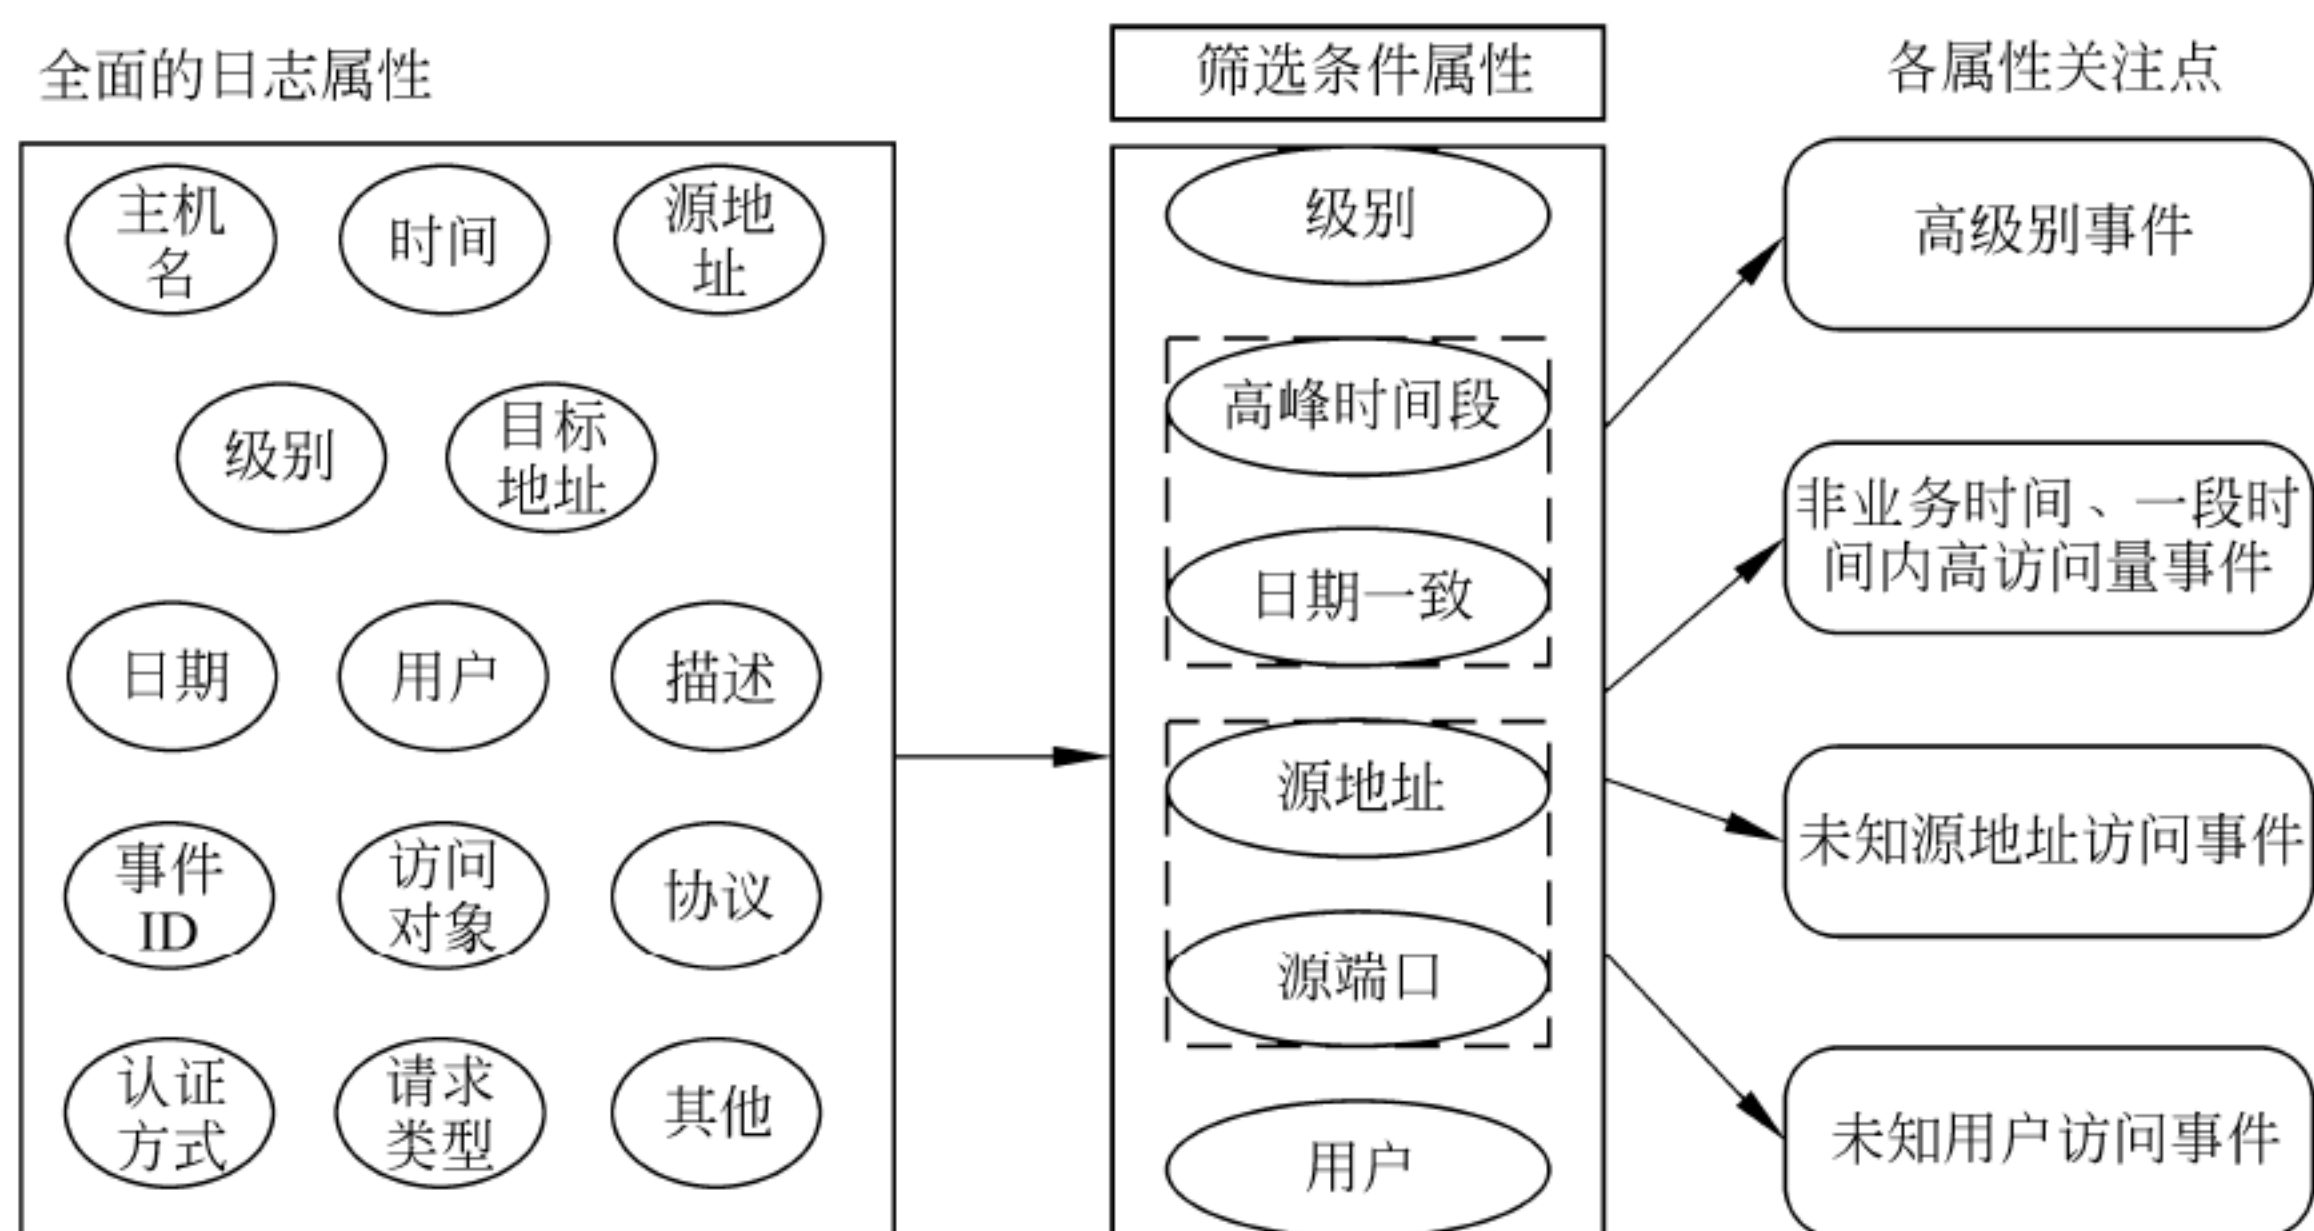 全面的日志属性
筛选条件属性
各属性关注点
主机
名
时间
源地
址
级别
目标
地址
日期
用户
描述
事件
ID
访问
对象
协议
认证
方式
请求
类型
其他
级别
高峰时间段
日期一致
源地址
源端口
用户
高级别事件
非业务时间、一段时
间内高访问量事件
未知源地址访问事件
未知用户访问事件